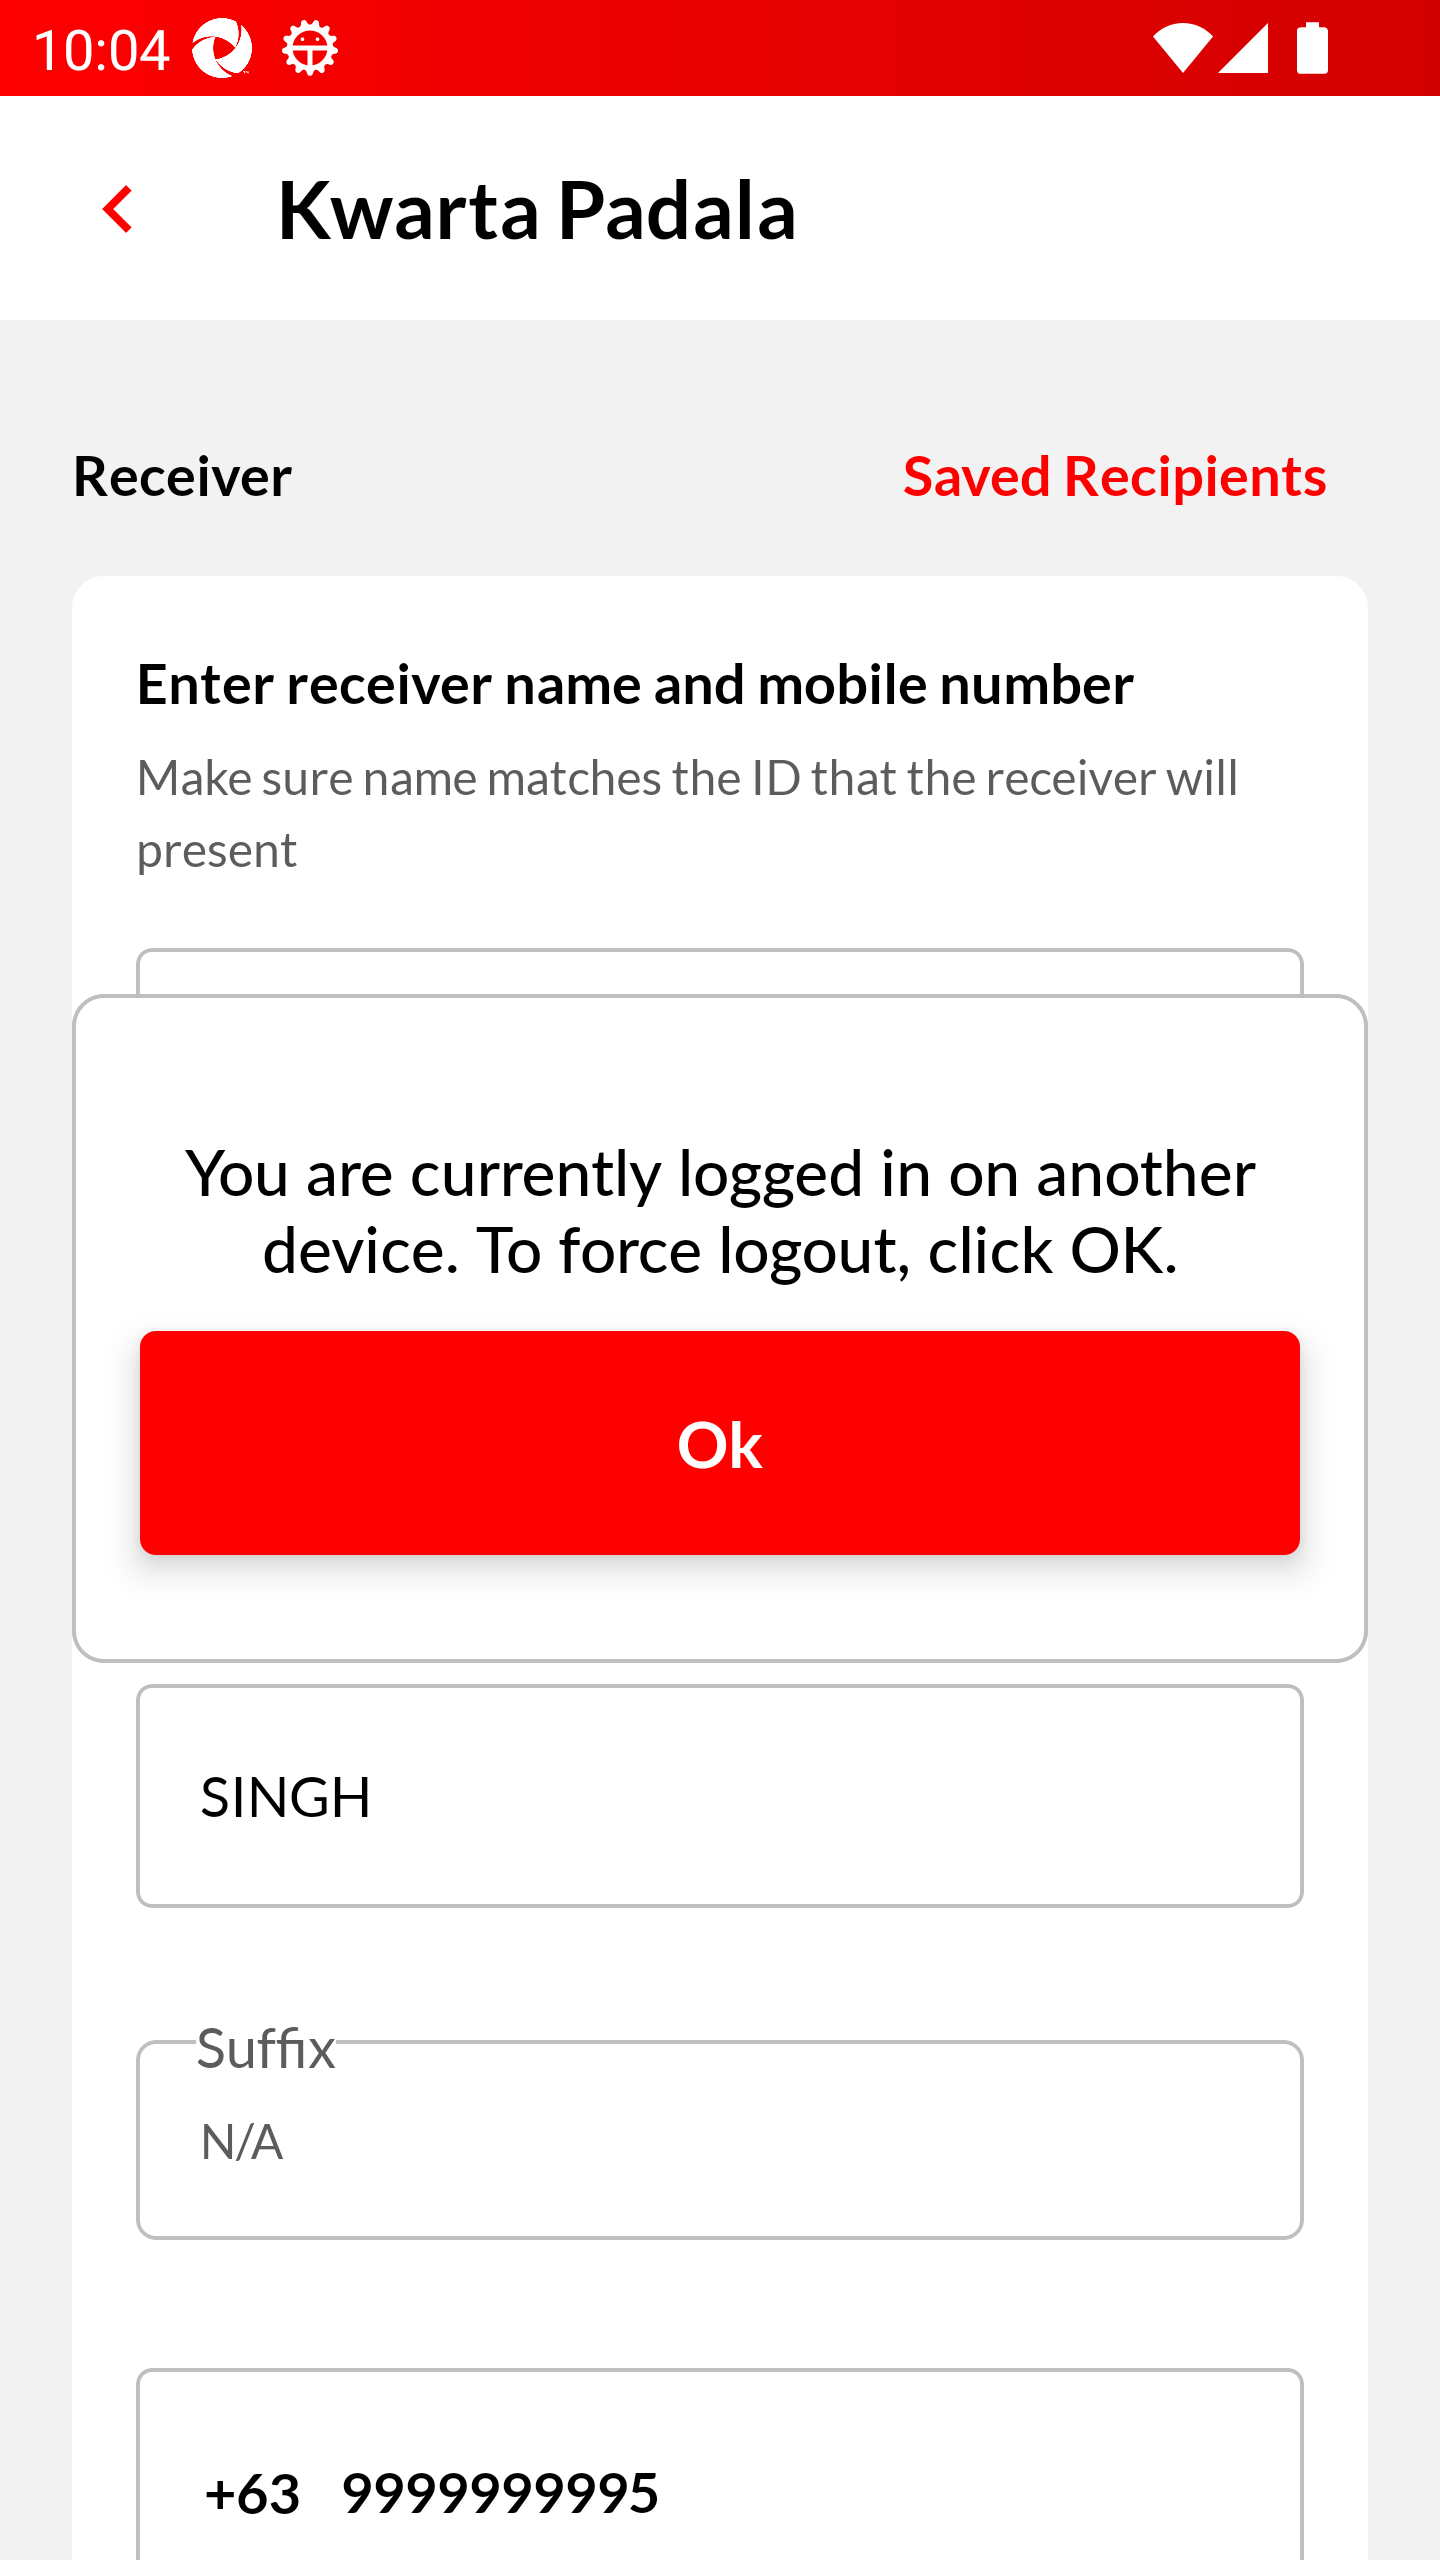 10:04
Kwarta Padala
Receiver
Saved Recipients
Enter receiver name and mobile number
Make sure name matches the ID that the receiver will
present
You are currently logged in on another
device. To force logout, click OK.
Ok
SINGH
Suffix
N/A
+63 9999999995